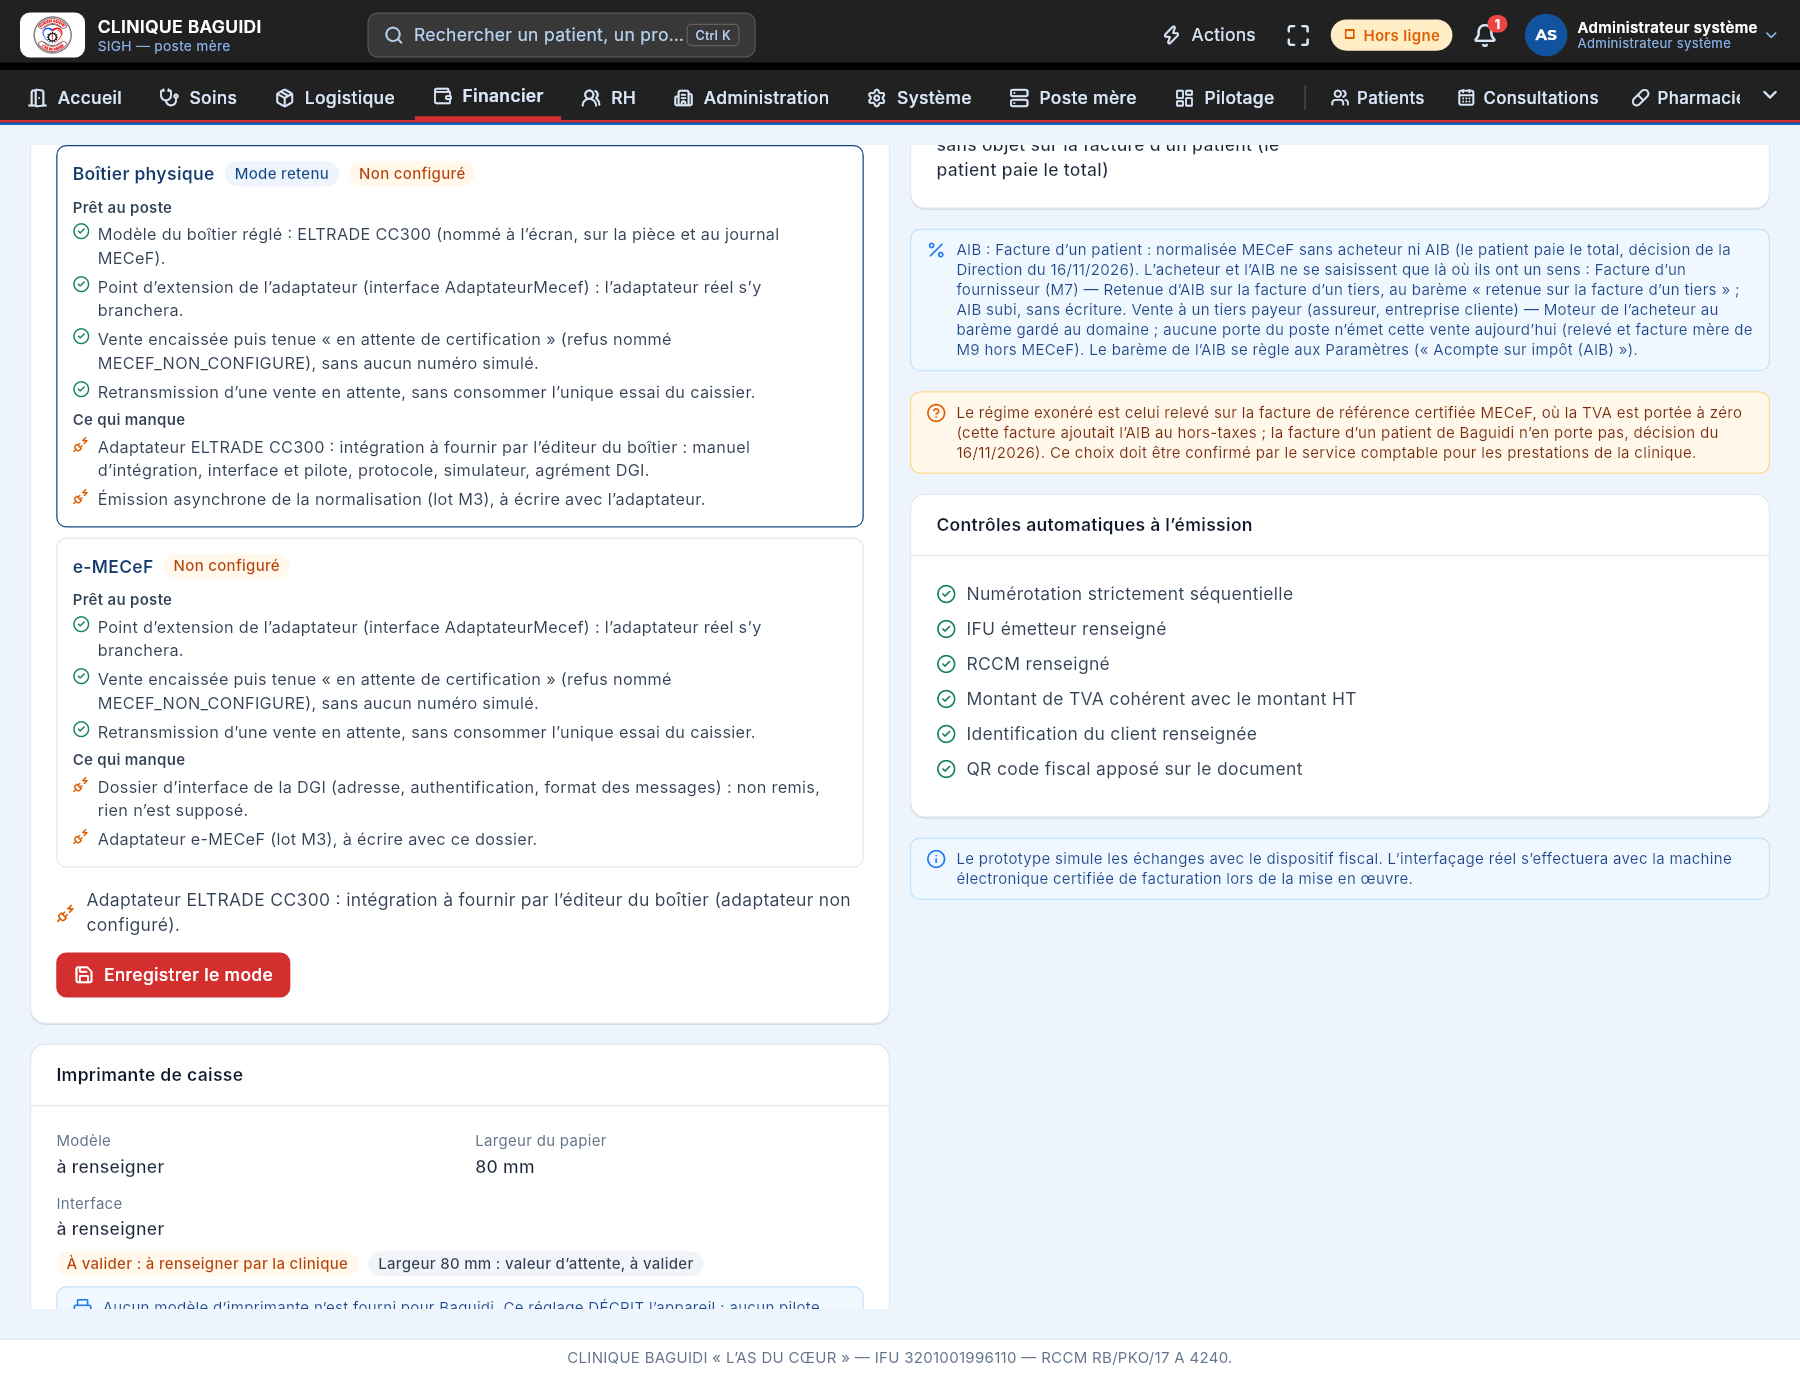 CLINIQUE BAGUIDI
SIGH — poste mère
Rechercher un patient, un pro...
Ctrl K
Actions
Hors ligne
1
AS
Administrateur système
Administrateur système
Accueil
Soins
Logistique
Financier
RH
Administration
Système
Poste mère
Pilotage
Patients
Consultations
Pharmacie
Boîtier physique
Mode retenu
Non configuré
Prêt au poste
Modèle du boîtier réglé : ELTRADE CC300 (nommé à l’écran, sur la pièce et au journal
MECeF).
Point d’extension de l’adaptateur (interface AdaptateurMecef) : l’adaptateur réel s’y
branchera.
Vente encaissée puis tenue « en attente de certification » (refus nommé
MECEF_NON_CONFIGURE), sans aucun numéro simulé.
Retransmission d’une vente en attente, sans consommer l’unique essai du caissier.
Ce qui manque
Adaptateur ELTRADE CC300 : intégration à fournir par l’éditeur du boîtier : manuel
d’intégration, interface et pilote, protocole, simulateur, agrément DGI.
Émission asynchrone de la normalisation (lot M3), à écrire avec l’adaptateur.
e-MECeF
Non configuré
Prêt au poste
Point d’extension de l’adaptateur (interface AdaptateurMecef) : l’adaptateur réel s’y
branchera.
Vente encaissée puis tenue « en attente de certification » (refus nommé
MECEF_NON_CONFIGURE), sans aucun numéro simulé.
Retransmission d’une vente en attente, sans consommer l’unique essai du caissier.
Ce qui manque
Dossier d’interface de la DGI (adresse, authentification, format des messages) : non remis,
rien n’est supposé.
Adaptateur e-MECeF (lot M3), à écrire avec ce dossier.
Adaptateur ELTRADE CC300 : intégration à fournir par l’éditeur du boîtier (adaptateur non
configuré).
Enregistrer le mode
Imprimante de caisse
Modèle
à renseigner
Largeur du papier
80 mm
Interface
à renseigner
À valider : à renseigner par la clinique
Largeur 80 mm : valeur d’attente, à valider
Aucun modèle d’imprimante n’est fourni pour Baguidi. Ce réglage DÉCRIT l’appareil : aucun pilote
sans objet sur la facture d’un patient (le
patient paie le total)
AIB : Facture d’un patient : normalisée MECeF sans acheteur ni AIB (le patient paie le total, décision de la
Direction du 16/11/2026). L’acheteur et l’AIB ne se saisissent que là où ils ont un sens : Facture d’un
fournisseur (M7) — Retenue d’AIB sur la facture d’un tiers, au barème « retenue sur la facture d’un tiers » ;
AIB subi, sans écriture. Vente à un tiers payeur (assureur, entreprise cliente) — Moteur de l’acheteur au
barème gardé au domaine ; aucune porte du poste n’émet cette vente aujourd’hui (relevé et facture mère de
M9 hors MECeF). Le barème de l’AIB se règle aux Paramètres (« Acompte sur impôt (AIB) »).
Le régime exonéré est celui relevé sur la facture de référence certifiée MECeF, où la TVA est portée à zéro
(cette facture ajoutait l’AIB au hors-taxes ; la facture d’un patient de Baguidi n’en porte pas, décision du
16/11/2026). Ce choix doit être confirmé par le service comptable pour les prestations de la clinique.
Contrôles automatiques à l’émission
Numérotation strictement séquentielle
IFU émetteur renseigné
RCCM renseigné
Montant de TVA cohérent avec le montant HT
Identification du client renseignée
QR code fiscal apposé sur le document
Le prototype simule les échanges avec le dispositif fiscal. L’interfaçage réel s’effectuera avec la machine
électronique certifiée de facturation lors de la mise en œuvre.
CLINIQUE BAGUIDI « L’AS DU CŒUR » — IFU 3201001996110 — RCCM RB/PKO/17 A 4240.